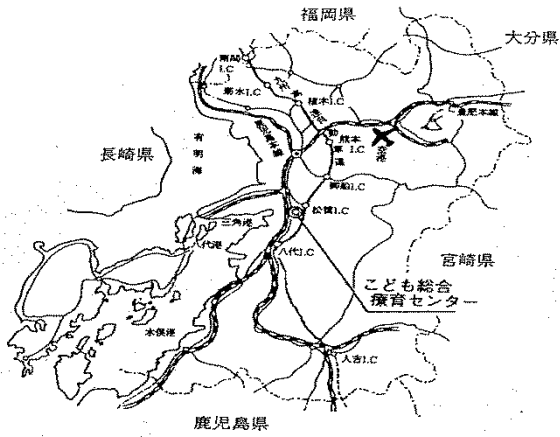 福岡県
大分県
南関
I.C
菊水I.C
植木I.C
豊肥本線
熊本
I.C
空港
有明海
長崎県
御船I.C
松橋I.C
三角港
八代港
八代I.C
宮崎県
こども総合
療育センター
水俣港
人吉I.C
鹿児島県